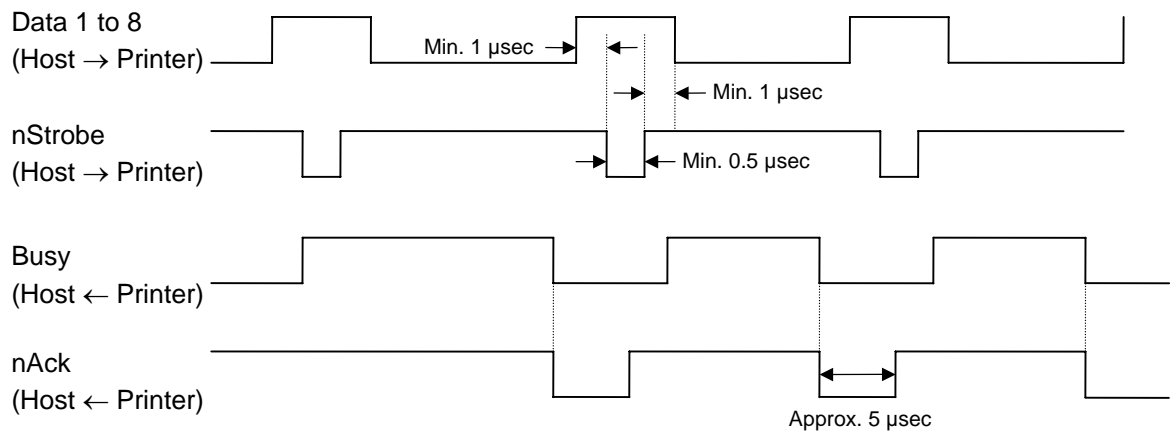 Data 1 to 8
(Host → Printer)
Min. 1 µsec
Min. 1 µsec
nStrobe
(Host → Printer)
Min. 0.5 µsec
Busy
(Host ← Printer)
nAck
(Host ← Printer)
Approx. 5 µsec